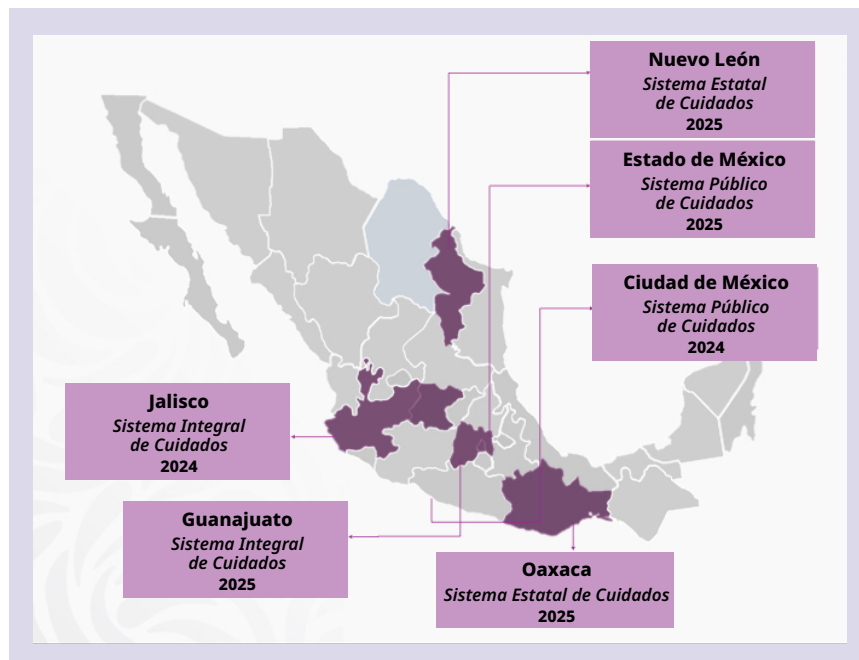 Nuevo León
Sistema Estatal
de Cuidados
2025
Estado de México
Sistema Público
de Cuidados
2025
Ciudad de México
Sistema Público
de Cuidados
2024
Jalisco
Sistema Integral
de Cuidados
2024
Guanajuato
Sistema Integral
de Cuidados
2025
Oaxaca
Sistema Estatal de Cuidados
2025